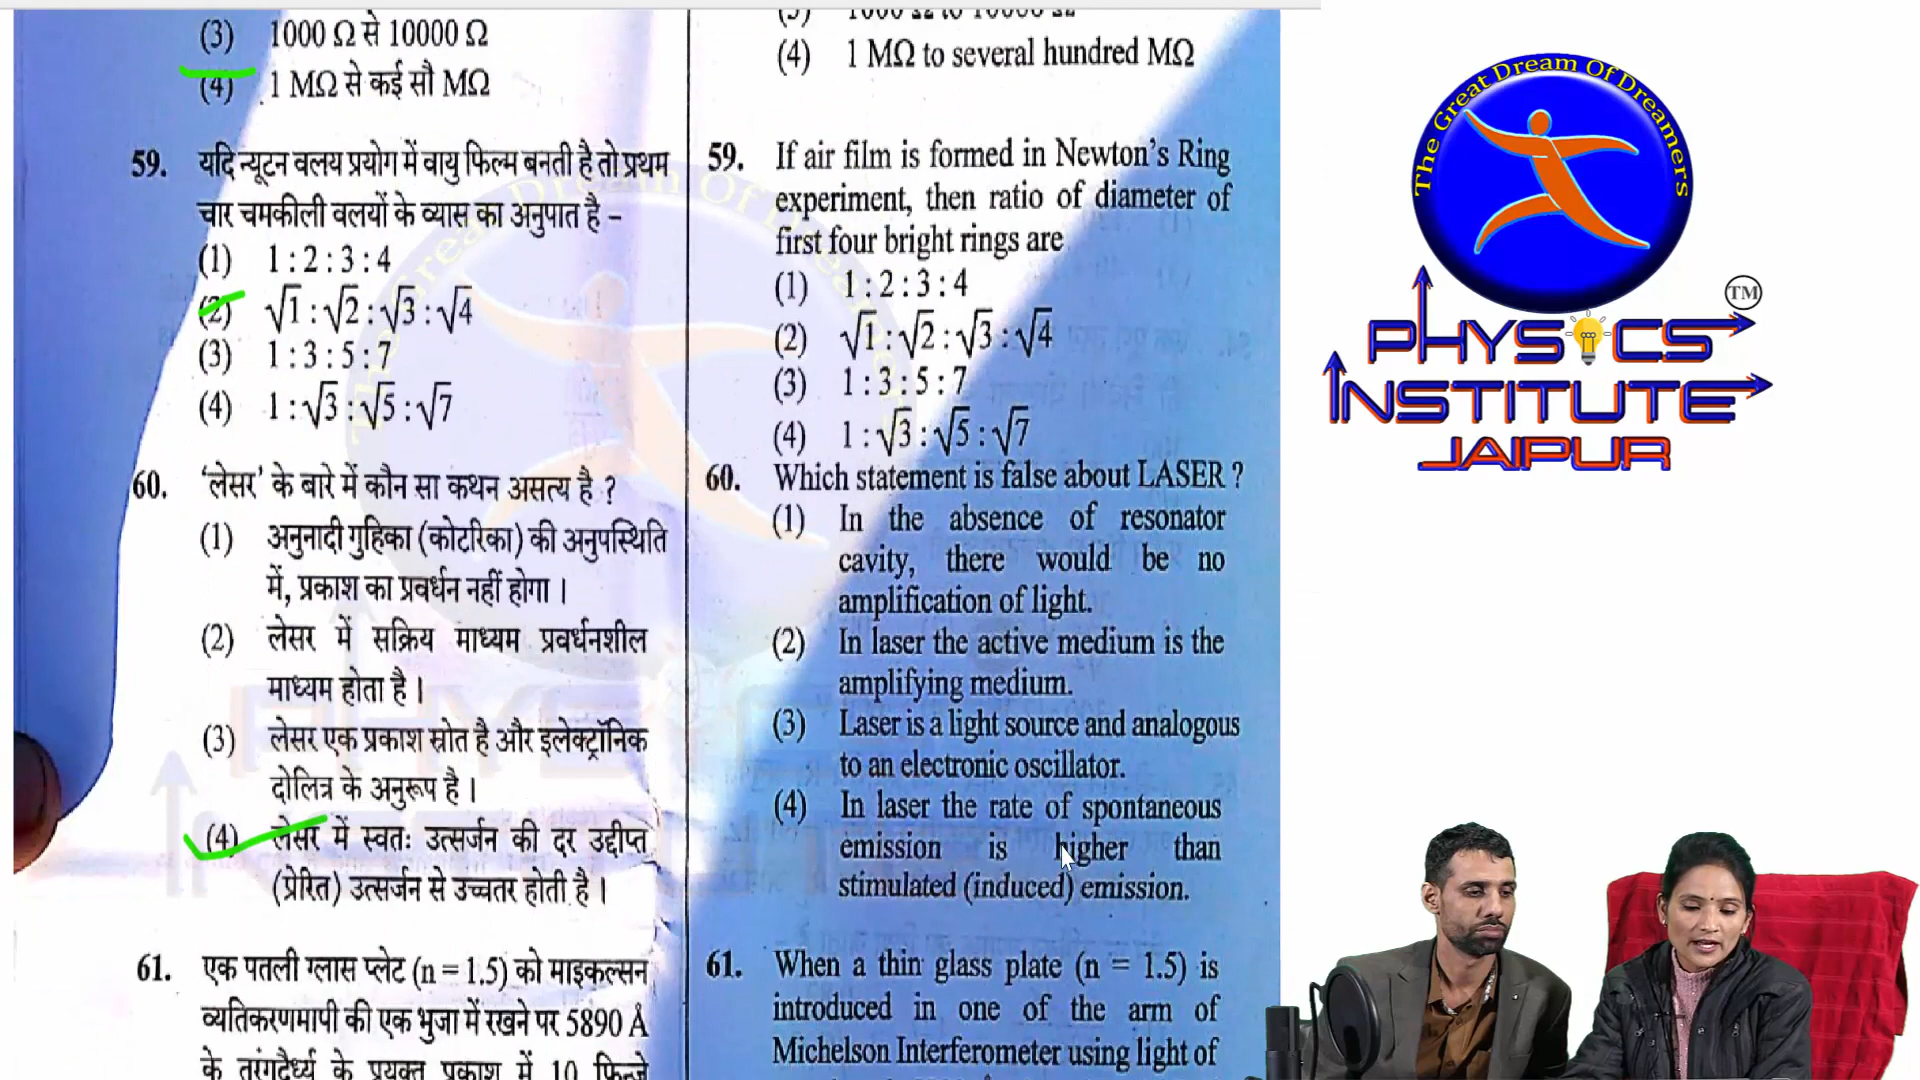 (3) 1000 Ω से 10000 Ω
(4) 1 MΩ से कई सौ MΩ
59. यदि न्यूटन वलय प्रयोग में वायु फिल्म बनती है तो प्रथम
चार चमकीली वलयों के व्यास का अनुपात है –
(1) 1 : 2 : 3 : 4
(2) √1 : √2 : √3 : √4
(3) 1 : 3 : 5 : 7
(4) 1 : √3 : √5 : √7
60. ‘लेसर’ के बारे में कौन सा कथन असत्य है ?
(1) अनुनादी गुहिका (कोटरिका) की अनुपस्थिति
में, प्रकाश का प्रवर्धन नहीं होगा ।
(2) लेसर में सक्रिय माध्यम प्रवर्धनशील
माध्यम होता है ।
(3) लेसर एक प्रकाश स्रोत है और इलेक्ट्रॉनिक
दोलित्र के अनुरूप है ।
(4) लेसर में स्वतः उत्सर्जन की दर उद्दीप्त
(प्रेरित) उत्सर्जन से उच्चतर होती है ।
61. एक पतली ग्लास प्लेट (n = 1.5) को माइकल्सन
व्यतिकरणमापी की एक भुजा में रखने पर 5890 Å
के तरंगदैर्ध्य के प्रयुक्त प्रकाश में 10 फ्रिन्जे
(3) 1000 Ω to 10000 Ω
(4) 1 MΩ to several hundred MΩ
59. If air film is formed in Newton’s Ring
experiment, then ratio of diameter of
first four bright rings are
(1) 1 : 2 : 3 : 4
(2) √1 : √2 : √3 : √4
(3) 1 : 3 : 5 : 7
(4) 1 : √3 : √5 : √7
60. Which statement is false about LASER ?
(1) In the absence of resonator
cavity, there would be no
amplification of light.
(2) In laser the active medium is the
amplifying medium.
(3) Laser is a light source and analogous
to an electronic oscillator.
(4) In laser the rate of spontaneous
emission is higher than
stimulated (induced) emission.
61. When a thin glass plate (n = 1.5) is
introduced in one of the arm of
Michelson Interferometer using light of
The Great Dream Of Dreamers
TM
PHYSICS
INSTITUTE
JAIPUR